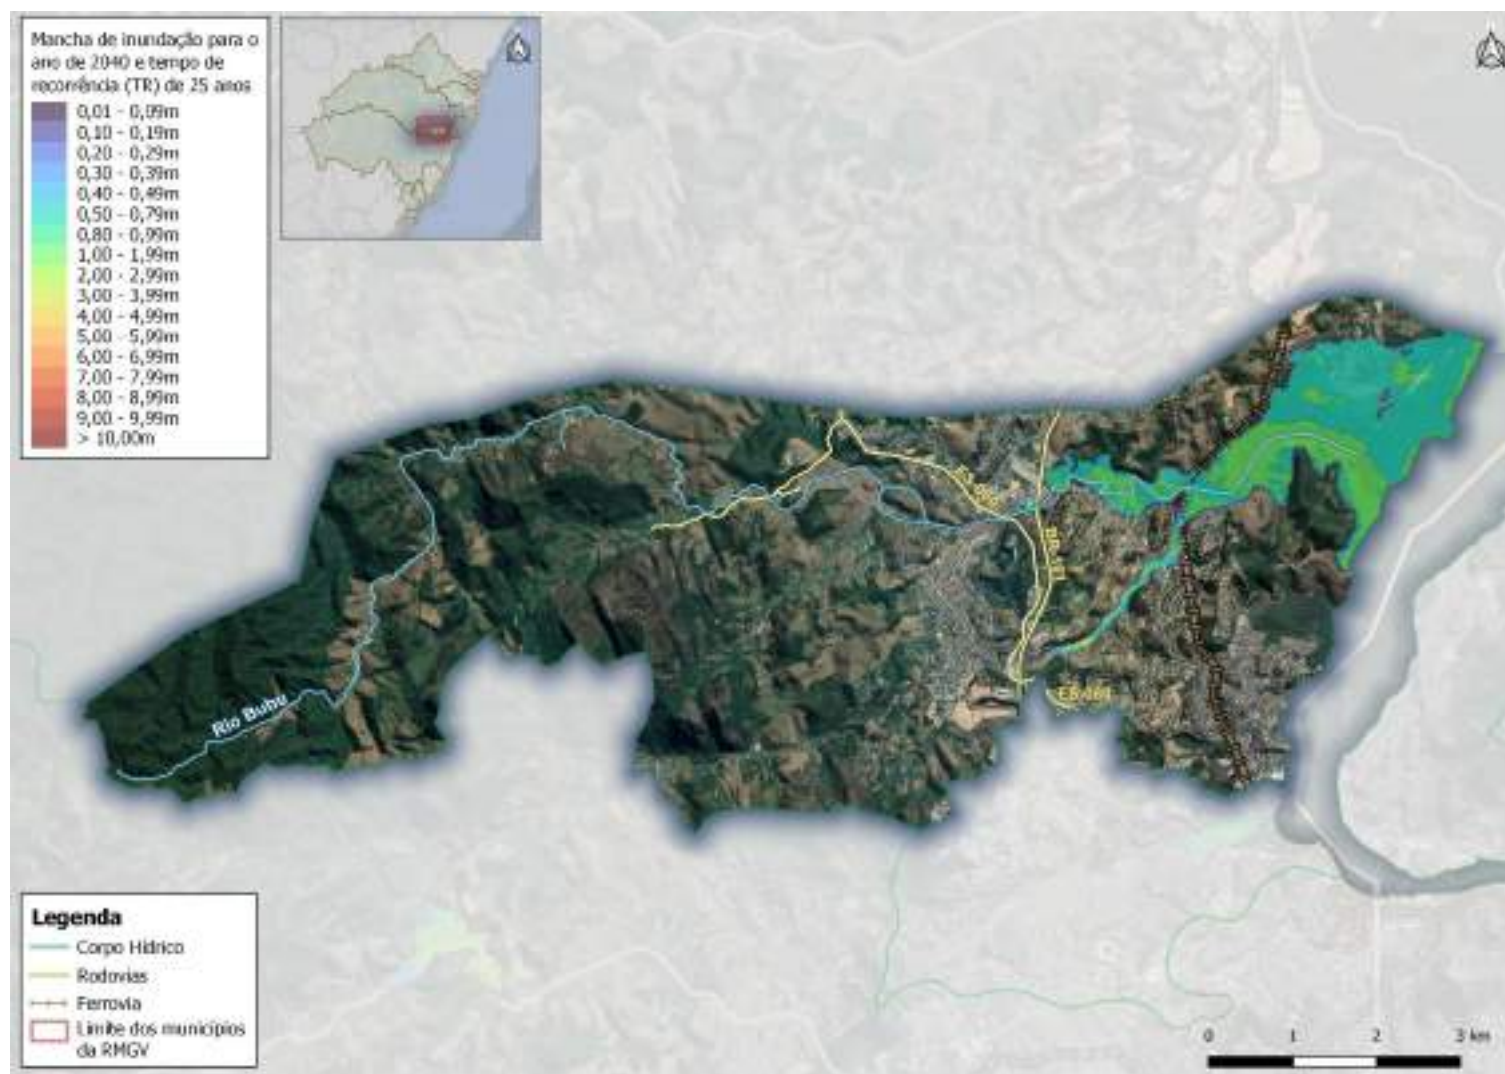 Mancha de inundação para o
ano de 2040 e tempo de
recorrência (TR) de 25 anos
0,01 - 0,09m
0,10 - 0,19m
0,20 - 0,29m
0,30 - 0,39m
0,40 - 0,49m
0,50 - 0,79m
0,80 - 0,99m
1,00 - 1,99m
2,00 - 2,99m
3,00 - 3,99m
4,00 - 4,99m
5,00 - 5,99m
6,00 - 6,99m
7,00 - 7,99m
8,00 - 8,99m
9,00 - 9,99m
> 10,00m
Rio Bubu
Legenda
Corpo Hídrico
Rodovias
Ferrovia
Limite dos municípios
da RMGV
0 1 2 3 km